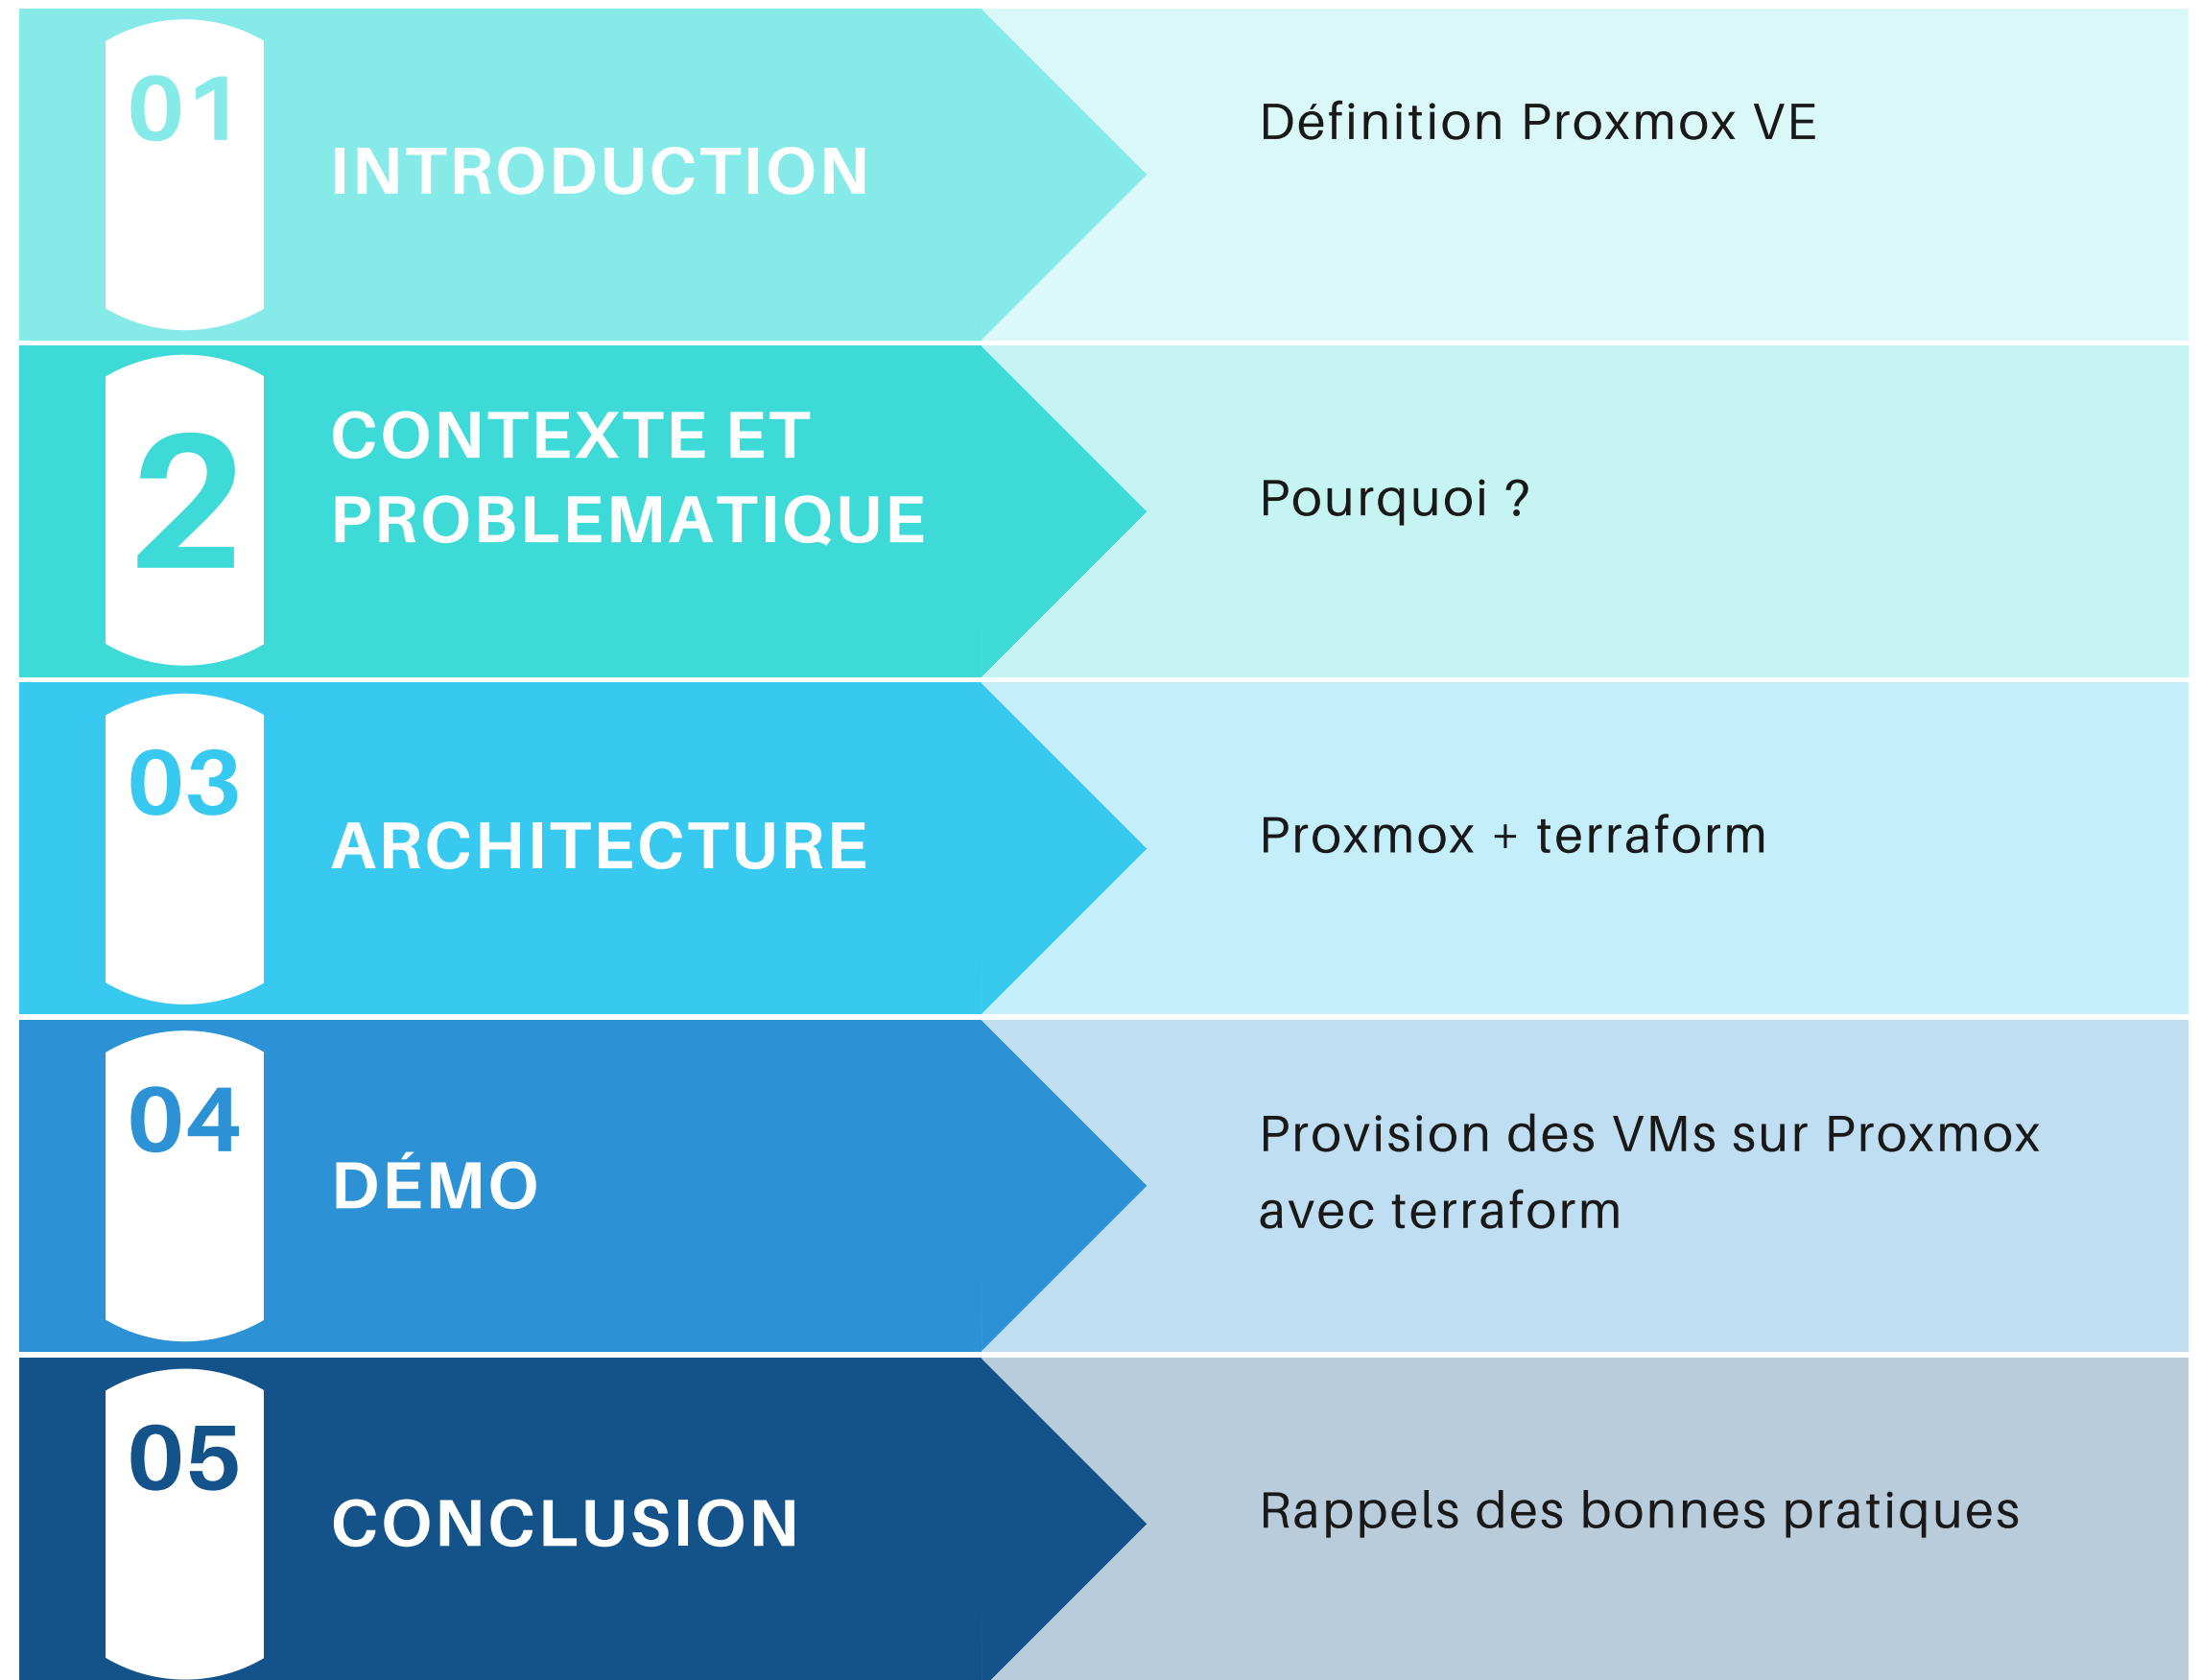 01
INTRODUCTION
Définition Proxmox VE
2
CONTEXTE ET
PROBLEMATIQUE
Pourquoi ?
03
ARCHITECTURE
Proxmox + terraform
04
DÉMO
Provision des VMs sur Proxmox
avec terraform
05
CONCLUSION
Rappels des bonnes pratiques